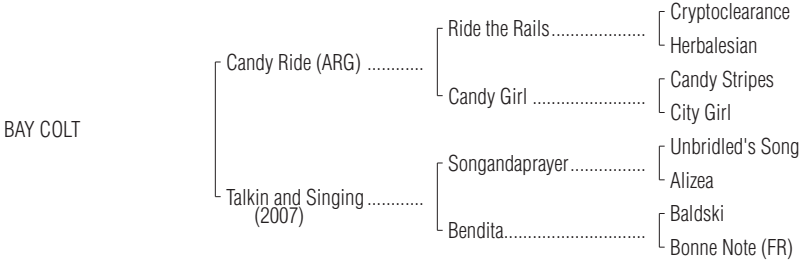 Cryptoclearance
Ride the Rails....................
Herbalesian
Candy Ride (ARG) ............
Candy Stripes
Candy Girl ........................
City Girl
BAY COLT
Unbridled's Song
Songandaprayer................
Alizea
Talkin and Singing ............
(2007)
Baldski
Bendita..............................
Bonne Note (FR)